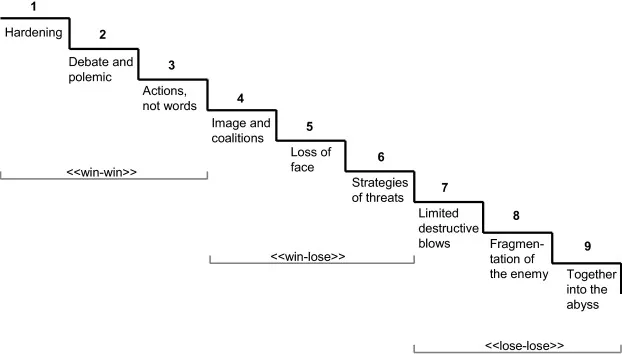 1
Hardening
2
Debate and
polemic
3
Actions,
not words
4
Image and
coalitions
5
Loss of
face
6
Strategies
of threats
7
Limited
destructive
blows
8
Fragmen-
tation of
the enemy
9
Together
into the
abyss
<<win-win>>
<<win-lose>>
<<lose-lose>>